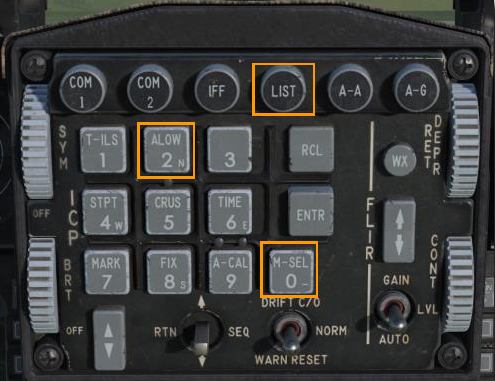 COM
1
COM
2
IFF
LIST
A-A
A-G
SYM
T-ILS
1
ALOW
2 N
3
RCL
WX
RET
DEPR
OFF
ICP
STPT
4 W
CRUS
5
TIME
6 E
ENTR
FLIR
BRT
MARK
7
FIX
8 S
A-CAL
9
M-SEL
0 -
CONT
OFF
RTN
SEQ
DRIFT C/O
NORM
WARN RESET
GAIN
LVL
AUTO